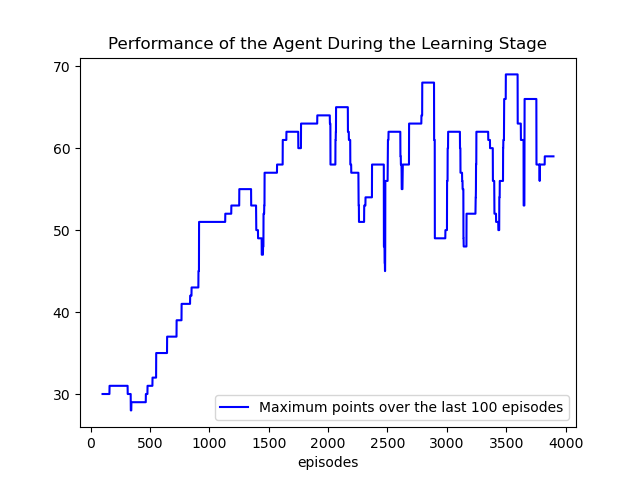 Performance of the Agent During the Learning Stage
70
60
50
40
30
Maximum points over the last 100 episodes
0 500 1000 1500 2000 2500 3000 3500 4000
episodes